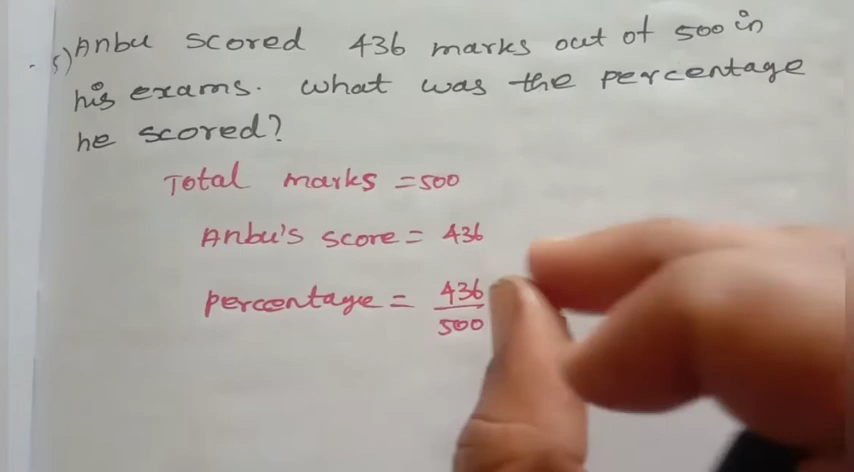 5) Anbu scored 436 marks out of 500 in
his exams. What was the percentage
he scored?
Total marks = 500
Anbu's score = 436
percentage = 436/500